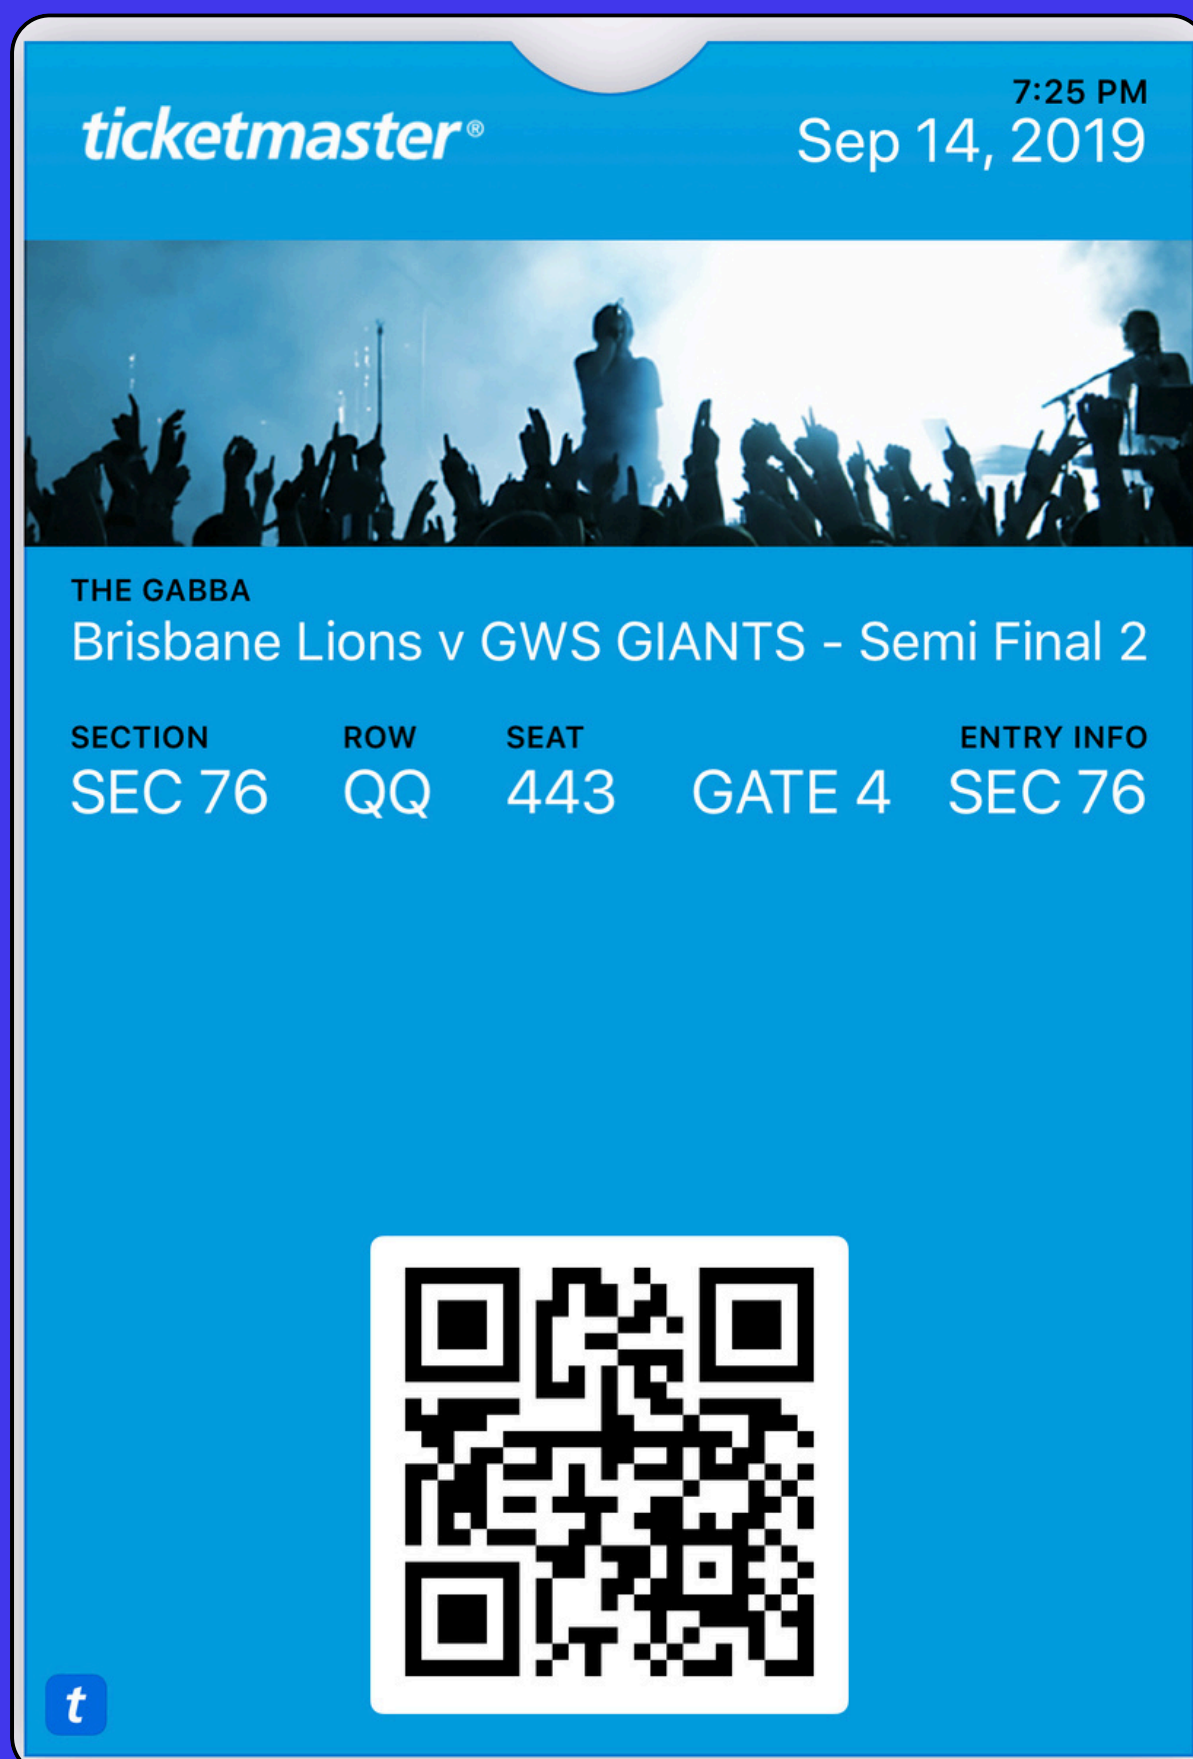 ticketmaster®
7:25 PM
Sep 14, 2019
THE GABBA
Brisbane Lions v GWS GIANTS - Semi Final 2
SECTION ROW SEAT ENTRY INFO
SEC 76 QQ 443 GATE 4 SEC 76
t